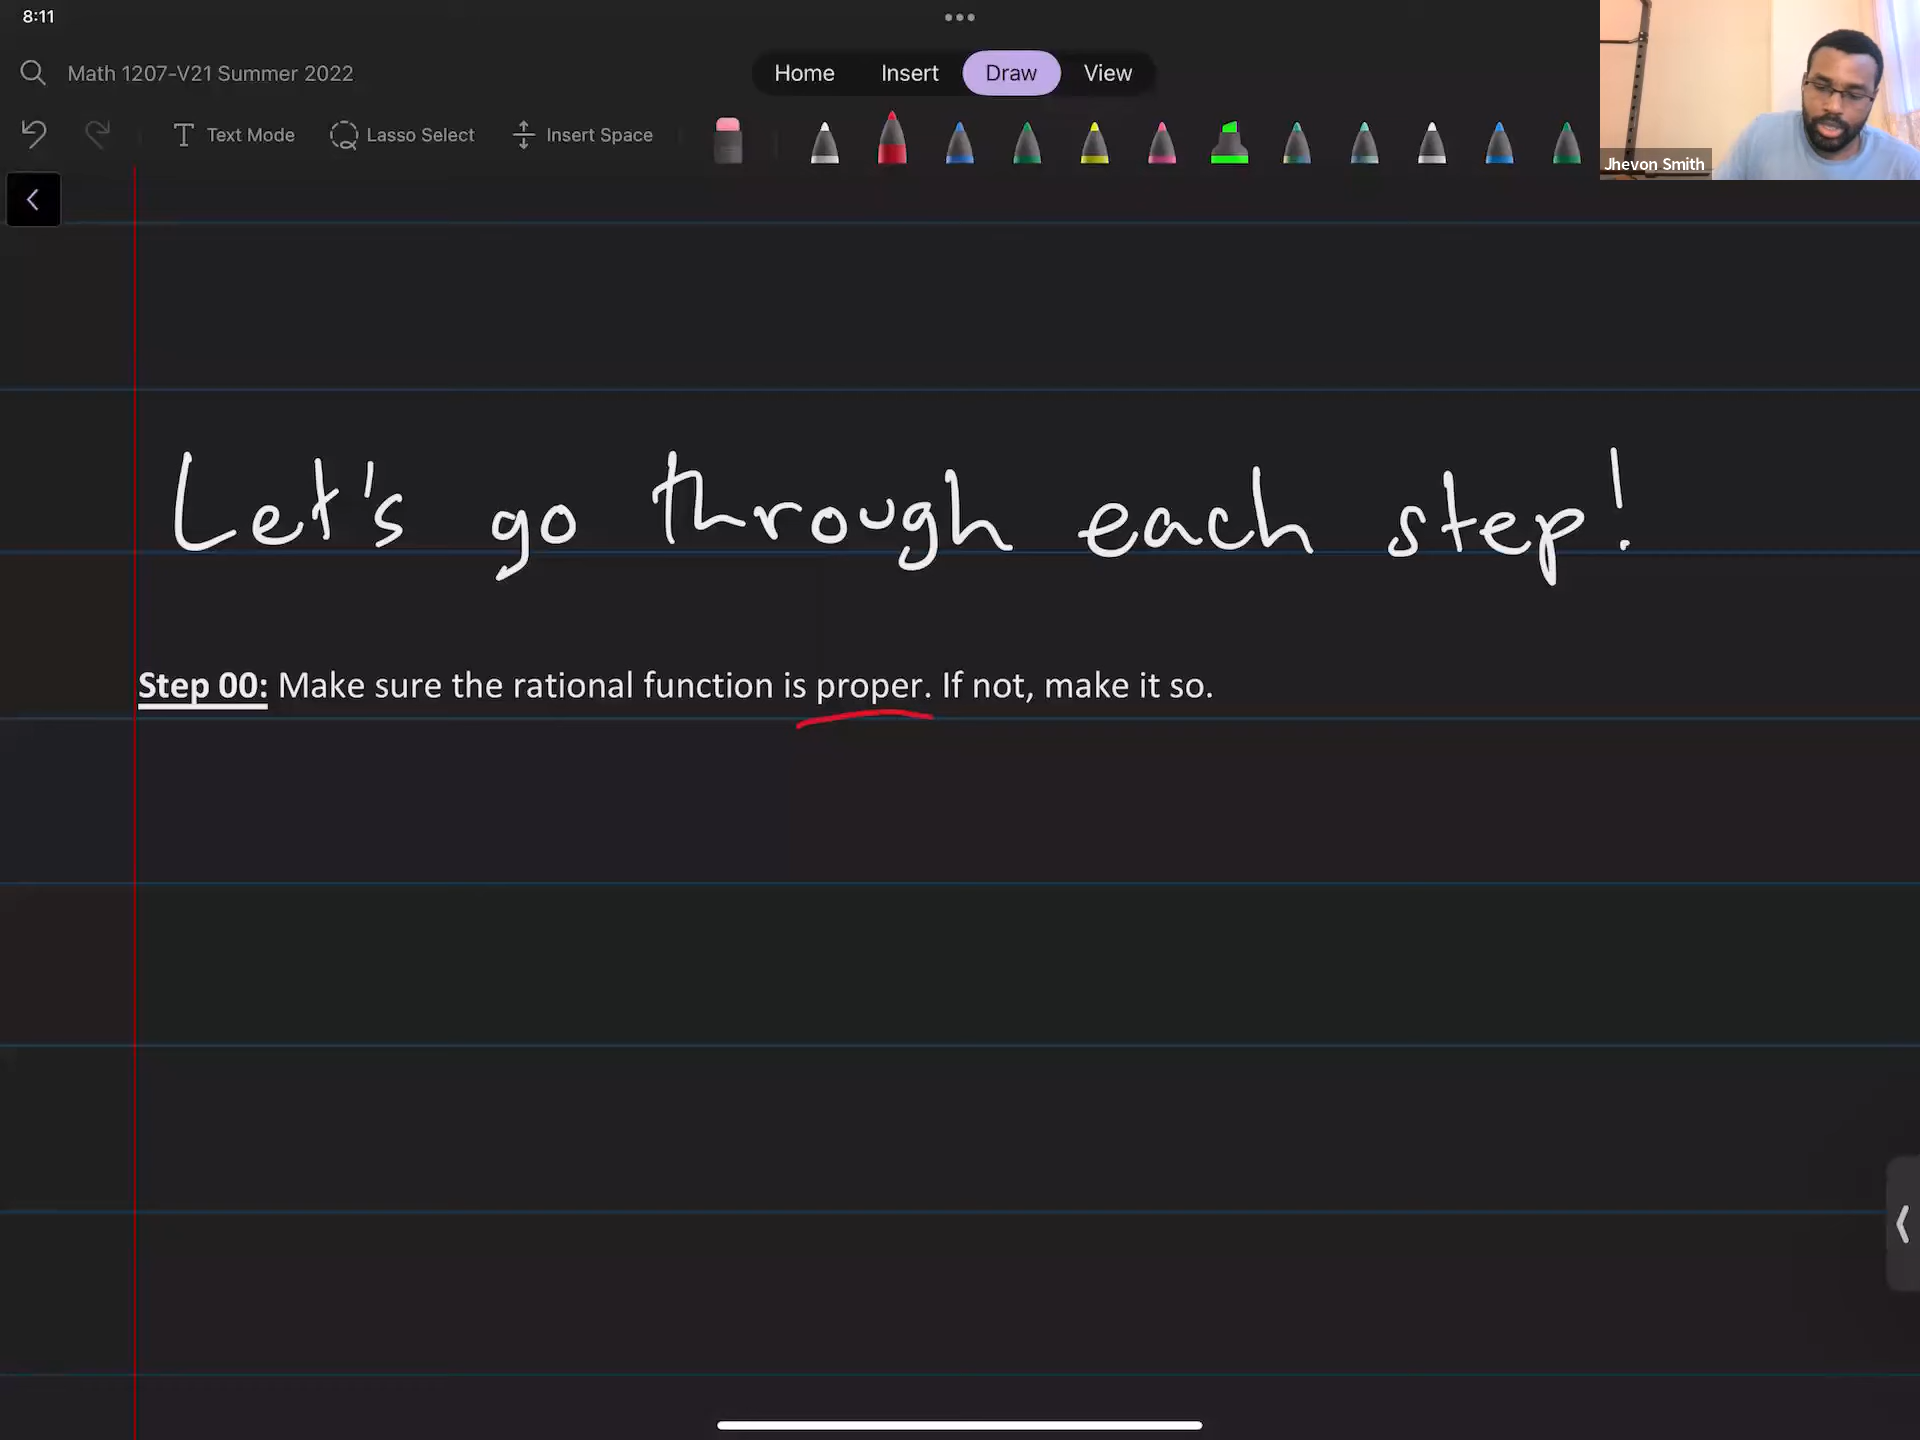 8:11
Math 1207-V21 Summer 2022
Home Insert Draw View
Text Mode Lasso Select Insert Space
Jhevon Smith
Let's go through each step!
Step 00: Make sure the rational function is proper. If not, make it so.